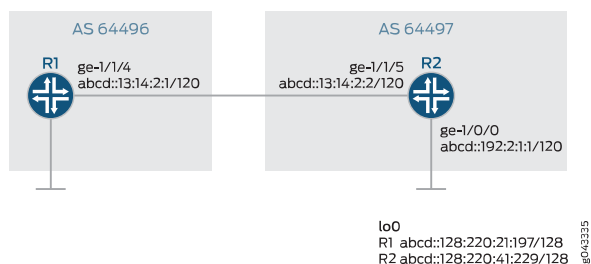 AS 64496
AS 64497
R1
R2
ge-1/1/4
abcd::13:14:2:1/120
ge-1/1/5
abcd::13:14:2:2/120
ge-1/0/0
abcd::192:2:1:1/120
lo0
R1 abcd::128:220:21:197/128
R2 abcd::128:220:41:229/128
g043335